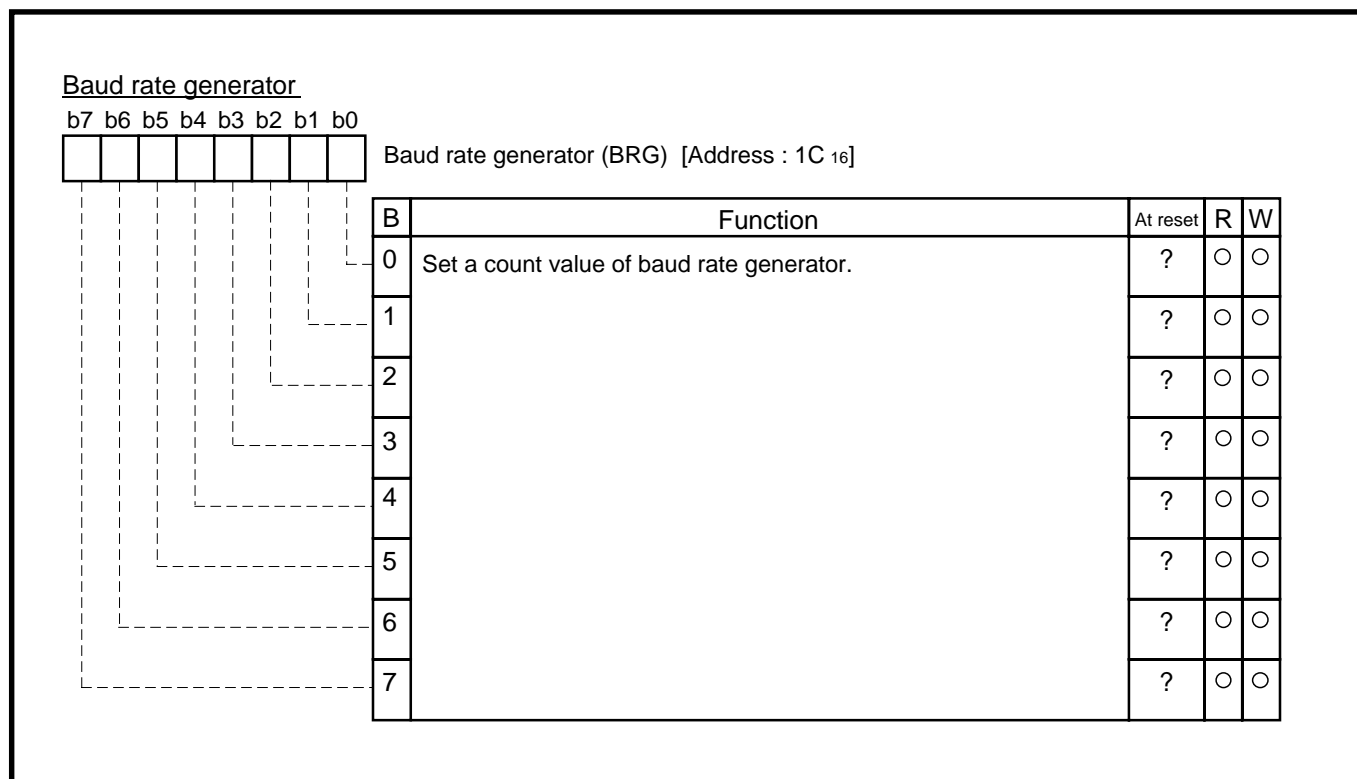 Baud rate generator
b7 b6 b5 b4 b3 b2 b1 b0
Baud rate generator (BRG) [Address : 1C 16]
B Function At reset R W
0 Set a count value of baud rate generator. ? ○ ○
1 ? ○ ○
2 ? ○ ○
3 ? ○ ○
4 ? ○ ○
5 ? ○ ○
6 ? ○ ○
7 ? ○ ○